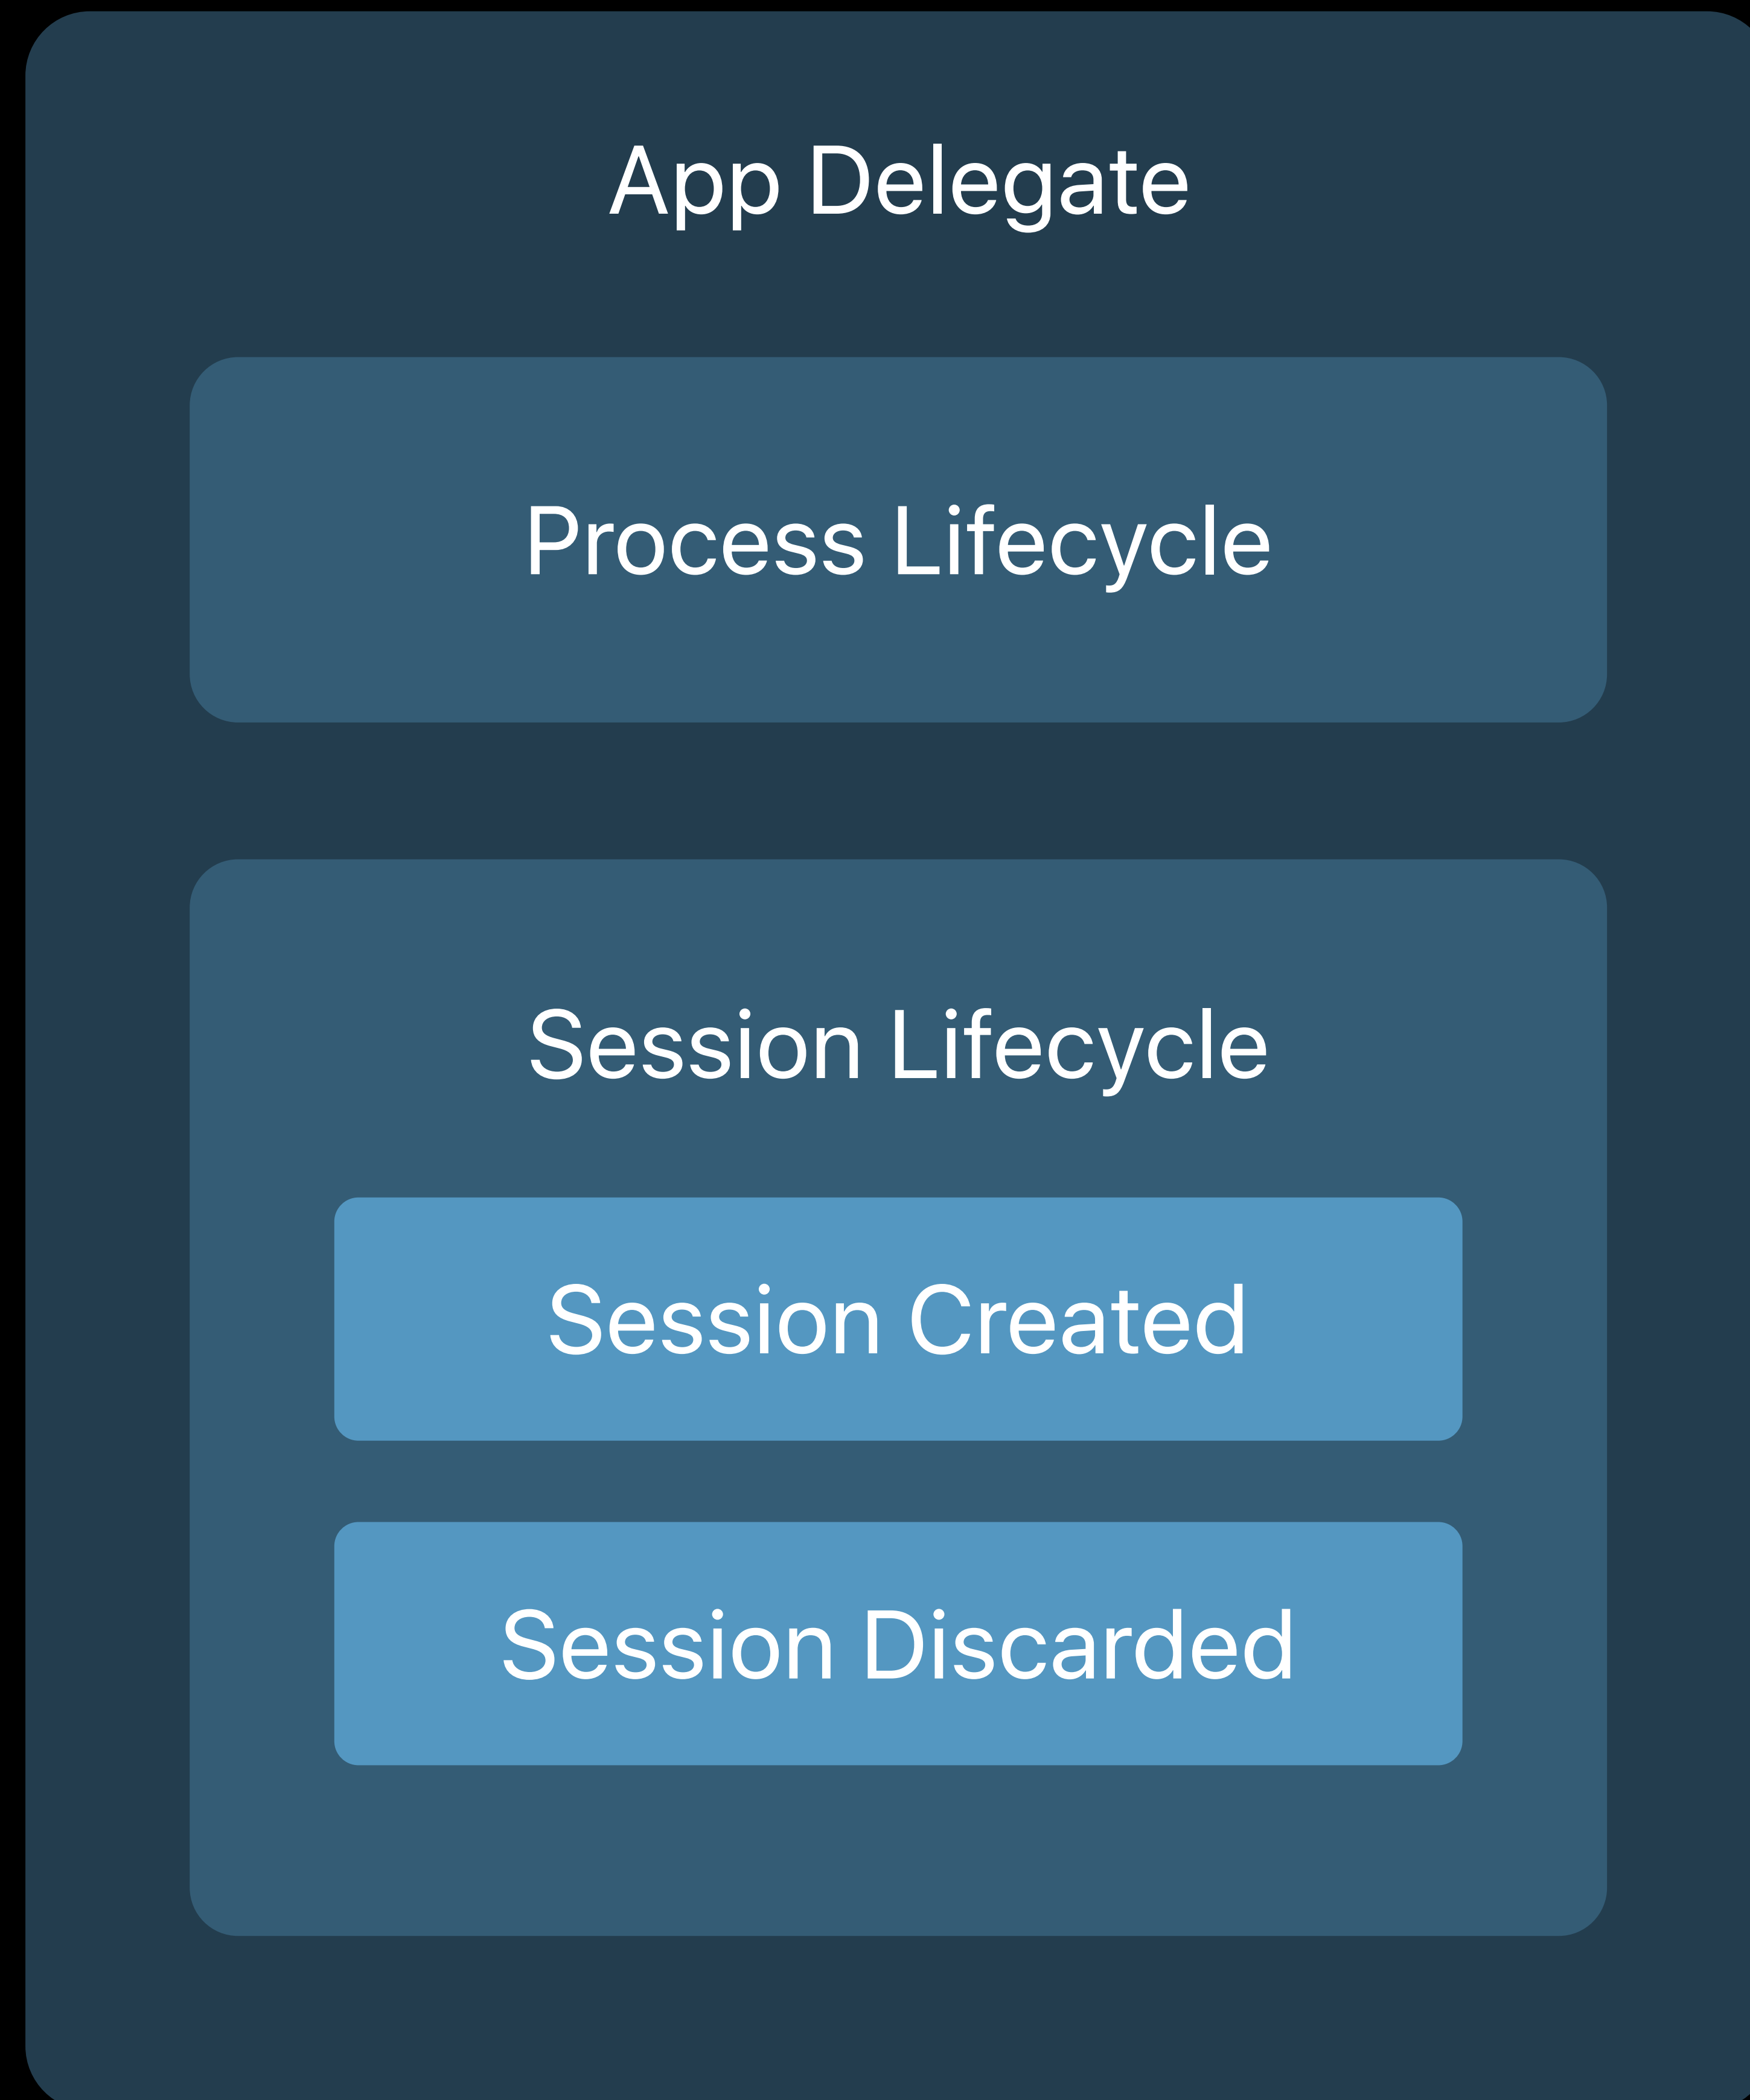 App Delegate
Process Lifecycle
Session Lifecycle
Session Created
Session Discarded